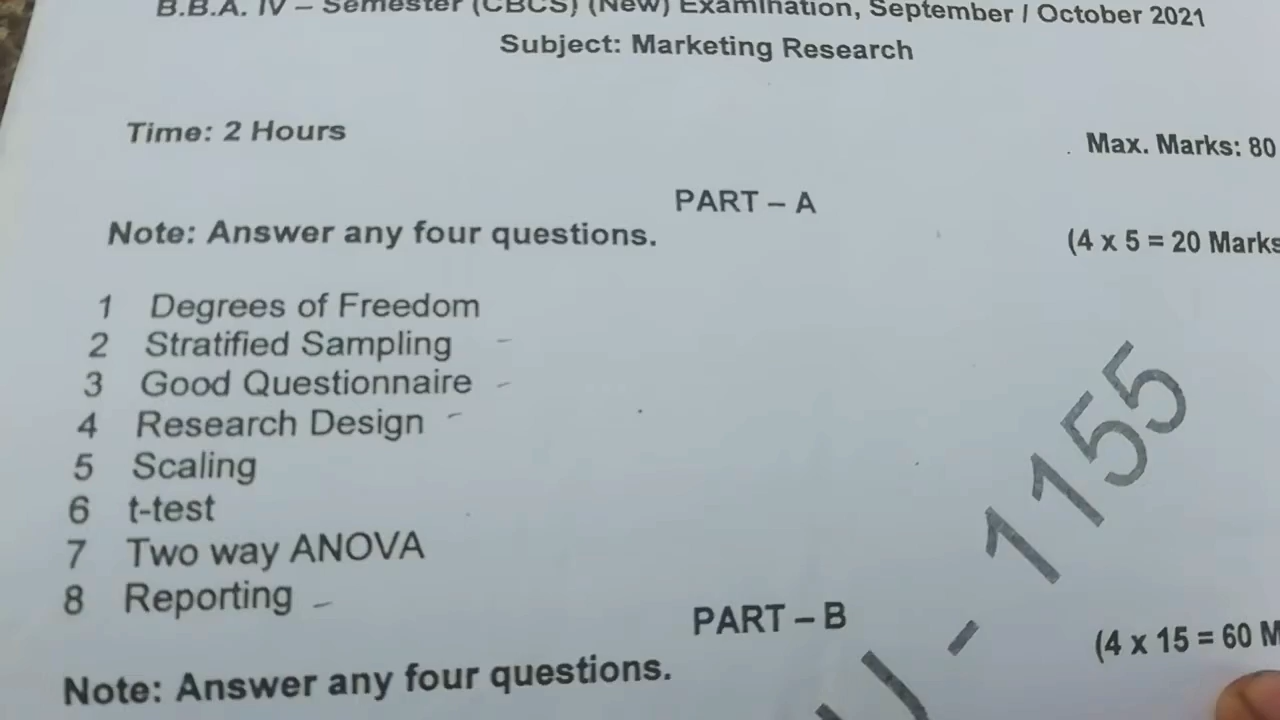 B.B.A. IV – Semester (CBCS) (New) Examination, September / October 2021
Subject: Marketing Research
Time: 2 Hours
Max. Marks: 80
PART – A
Note: Answer any four questions.
(4 x 5 = 20 Marks
1 Degrees of Freedom
2 Stratified Sampling
3 Good Questionnaire
4 Research Design
5 Scaling
6 t-test
7 Two way ANOVA
8 Reporting
PART – B
(4 x 15 = 60 M
Note: Answer any four questions.
- 1155